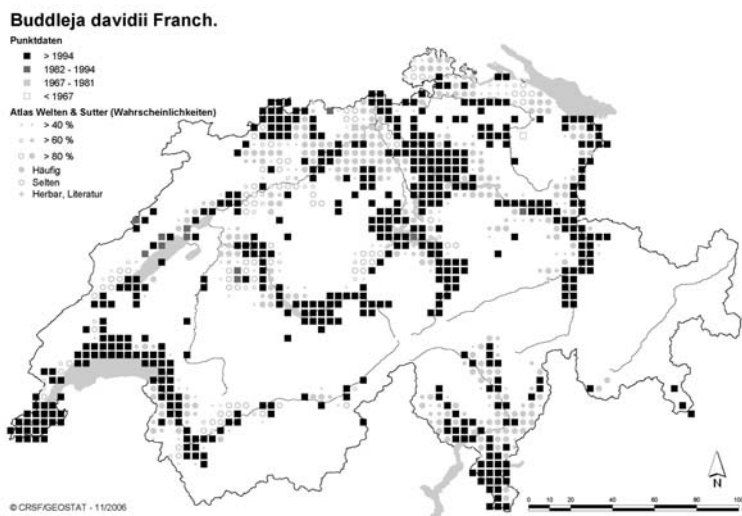 Buddleja davidii Franch.
Punktdaten
> 1994
1982 - 1994
1967 - 1981
< 1967
Atlas Welten & Sutter (Wahrscheinlichkeiten)
> 40 %
> 60 %
> 80 %
Häufig
Selten
Herbar, Literatur
N
0 10 20 40 60 80 100
© CRSF/GEOSTAT - 11/2006